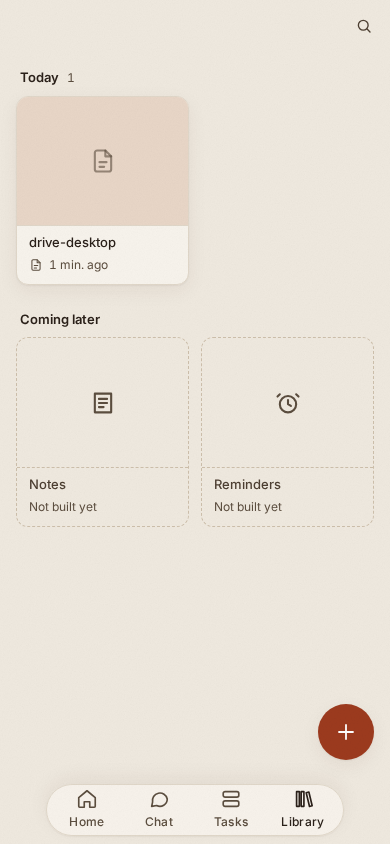 Today 1
drive-desktop
1 min. ago
Coming later
Notes
Not built yet
Reminders
Not built yet
Home
Chat
Tasks
Library